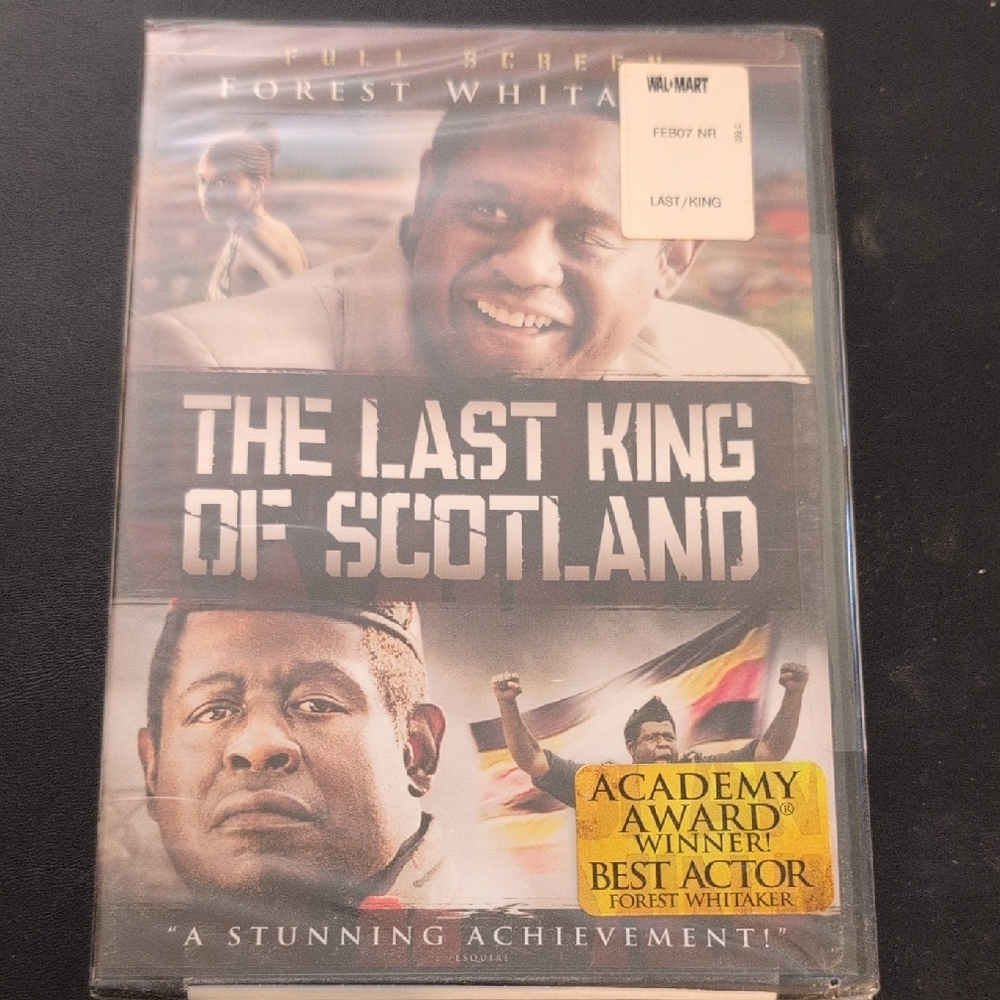 FULL SCREEN
FOREST WHITA
WAL★MART
FEB07 NR
LAST/KING
THE LAST KING
OF SCOTLAND
ACADEMY
AWARD®
WINNER!
BEST ACTOR
FOREST WHITAKER
"A STUNNING ACHIEVEMENT!"
ESQUIRE